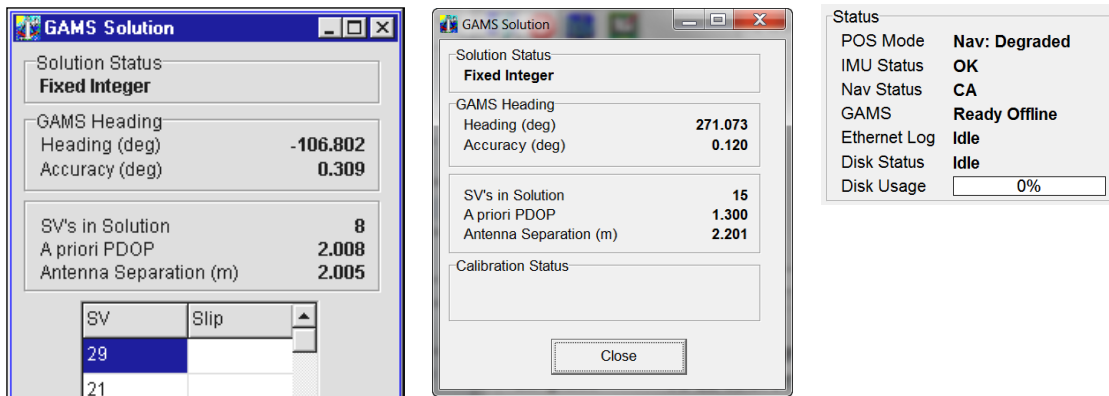 GAMS Solution
Solution Status
Fixed Integer
GAMS Heading
Heading (deg) -106.802
Accuracy (deg) 0.309
SV's in Solution 8
A priori PDOP 2.008
Antenna Separation (m) 2.005
SV Slip
29
21
GAMS Solution
Solution Status
Fixed Integer
GAMS Heading
Heading (deg) 271.073
Accuracy (deg) 0.120
SV's in Solution 15
A priori PDOP 1.300
Antenna Separation (m) 2.201
Calibration Status
Close
Status
POS Mode Nav: Degraded
IMU Status OK
Nav Status CA
GAMS Ready Offline
Ethernet Log Idle
Disk Status Idle
Disk Usage 0%